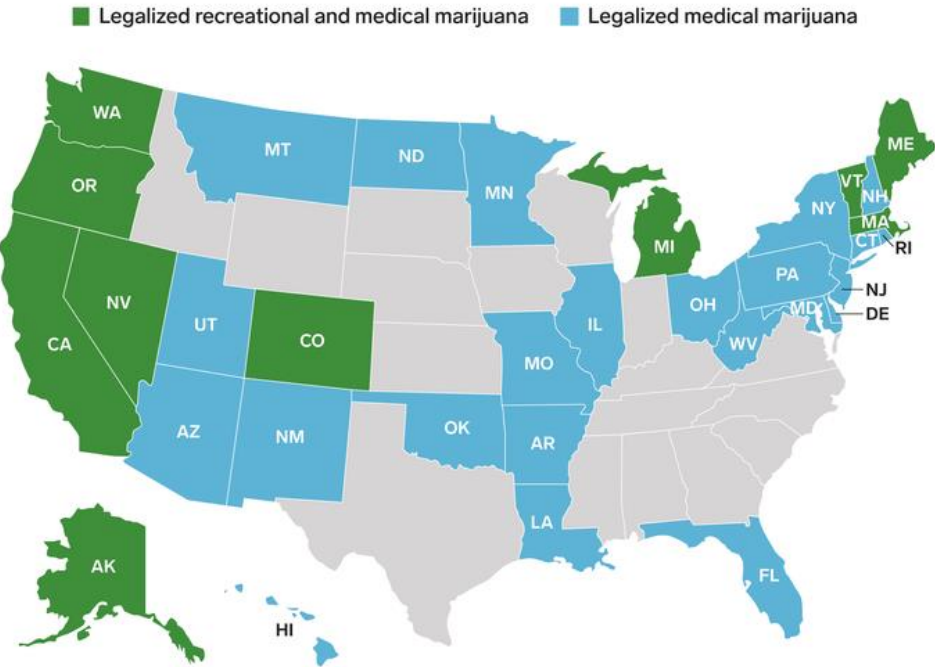 Legalized recreational and medical marijuana
Legalized medical marijuana
WA
MT
ND
MN
ME
OR
VT
NH
NY
MA
CT
RI
MI
PA
NV
NJ
OH
MD
DE
UT
IL
CA
CO
WV
MO
AZ
NM
OK
AR
LA
AK
FL
HI